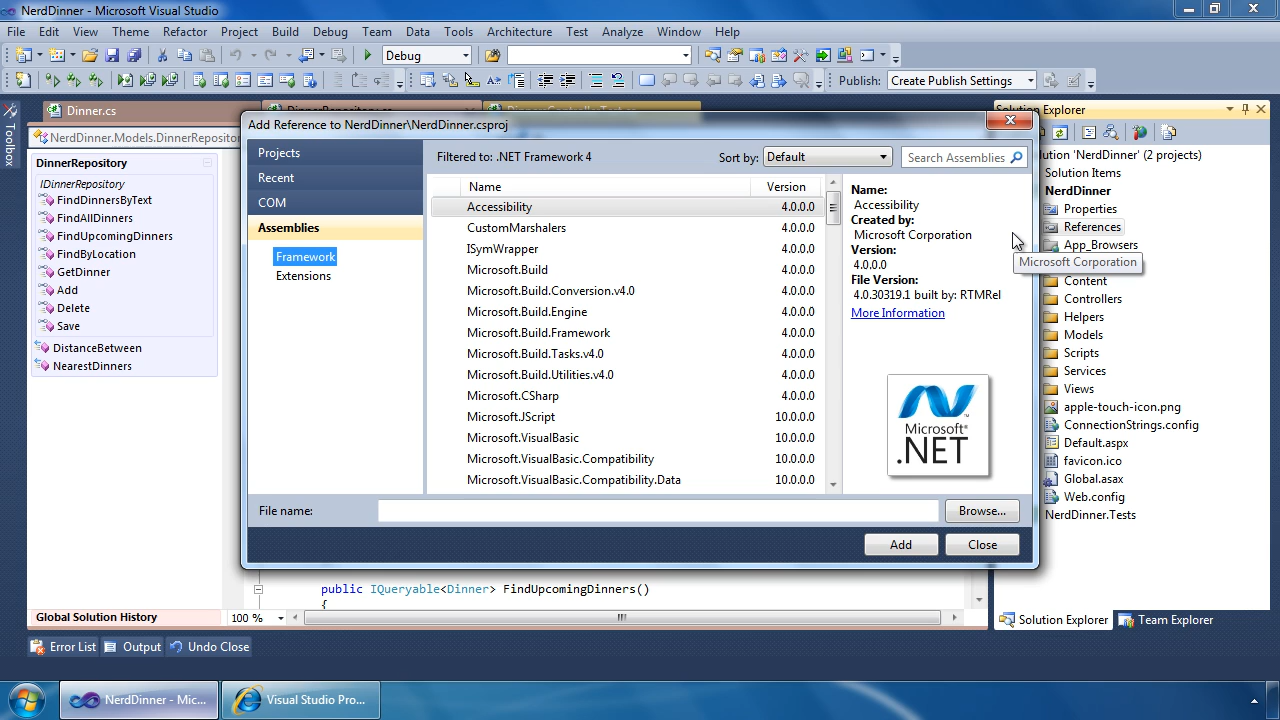 NerdDinner - Microsoft Visual Studio
File Edit View Theme Refactor Project Build Debug Team Data Tools Architecture Test Analyze Window Help
Debug
Publish: Create Publish Settings
Toolbox
Dinner.cs
Solution Explorer
NerdDinner.Models.DinnerRepositor
DinnerRepository
IDinnerRepository
FindDinnersByText
FindAllDinners
FindUpcomingDinners
FindByLocation
GetDinner
Add
Delete
Save
DistanceBetween
NearestDinners
Global Solution History
Add Reference to NerdDinner\NerdDinner.csproj
Projects
Recent
COM
Assemblies
Framework
Extensions
Filtered to: .NET Framework 4
Sort by: Default
Search Assemblies
Name Version
Accessibility 4.0.0.0
CustomMarshalers 4.0.0.0
ISymWrapper 4.0.0.0
Microsoft.Build 4.0.0.0
Microsoft.Build.Conversion.v4.0 4.0.0.0
Microsoft.Build.Engine 4.0.0.0
Microsoft.Build.Framework 4.0.0.0
Microsoft.Build.Tasks.v4.0 4.0.0.0
Microsoft.Build.Utilities.v4.0 4.0.0.0
Microsoft.CSharp 4.0.0.0
Microsoft.JScript 10.0.0.0
Microsoft.VisualBasic 10.0.0.0
Microsoft.VisualBasic.Compatibility 10.0.0.0
Microsoft.VisualBasic.Compatibility.Data 10.0.0.0
Name:
Accessibility
Created by:
Microsoft Corporation
Version:
4.0.0.0
File Version:
4.0.30319.1 built by: RTMRel
More Information
Microsoft®
.NET
File name:
Browse...
Add Close
Microsoft Corporation
lution 'NerdDinner' (2 projects)
Solution Items
NerdDinner
Properties
References
App_Browsers
Content
Controllers
Helpers
Models
Scripts
Services
Views
apple-touch-icon.png
ConnectionStrings.config
Default.aspx
favicon.ico
Global.asax
Web.config
NerdDinner.Tests
public IQueryable<Dinner> FindUpcomingDinners()
{
100 %
Solution Explorer Team Explorer
Error List Output Undo Close
NerdDinner - Mic... Visual Studio Pro...